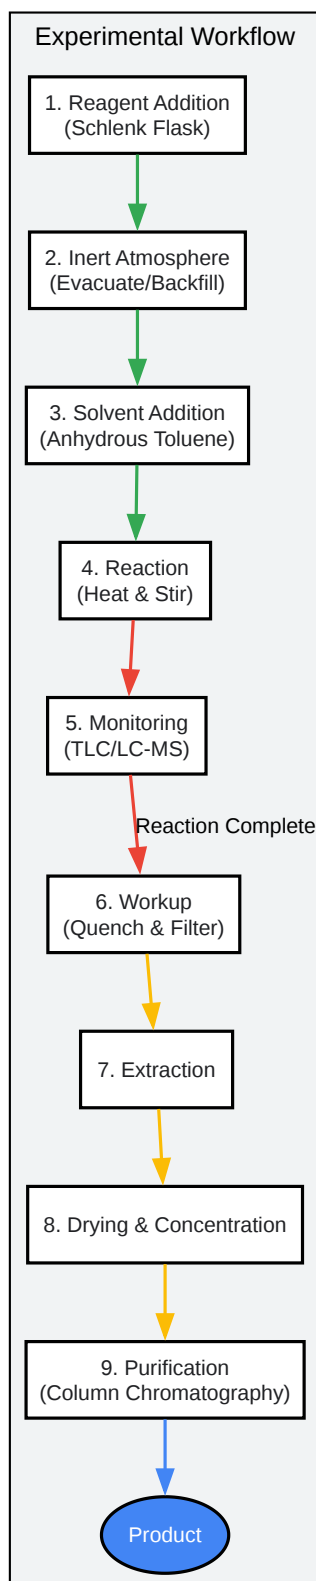 Experimental Workflow
1. Reagent Addition
(Schlenk Flask)
2. Inert Atmosphere
(Evacuate/Backfill)
3. Solvent Addition
(Anhydrous Toluene)
4. Reaction
(Heat & Stir)
5. Monitoring
(TLC/LC-MS)
Reaction Complete
6. Workup
(Quench & Filter)
7. Extraction
8. Drying & Concentration
9. Purification
(Column Chromatography)
Product